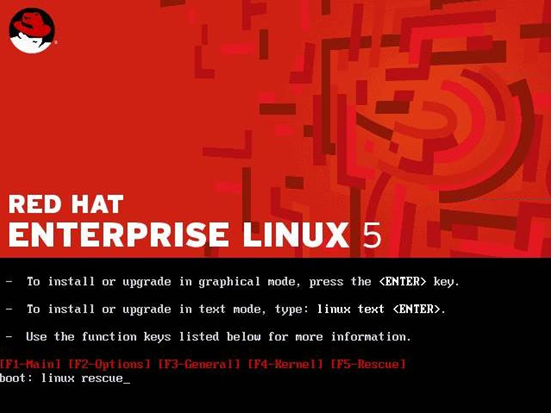 RED HAT
ENTERPRISE LINUX 5
- To install or upgrade in graphical mode, press the <ENTER> key.
- To install or upgrade in text mode, type: linux text <ENTER>.
- Use the function keys listed below for more information.
[F1-Main] [F2-Options] [F3-General] [F4-Kernel] [F5-Rescue]
boot: linux rescue_